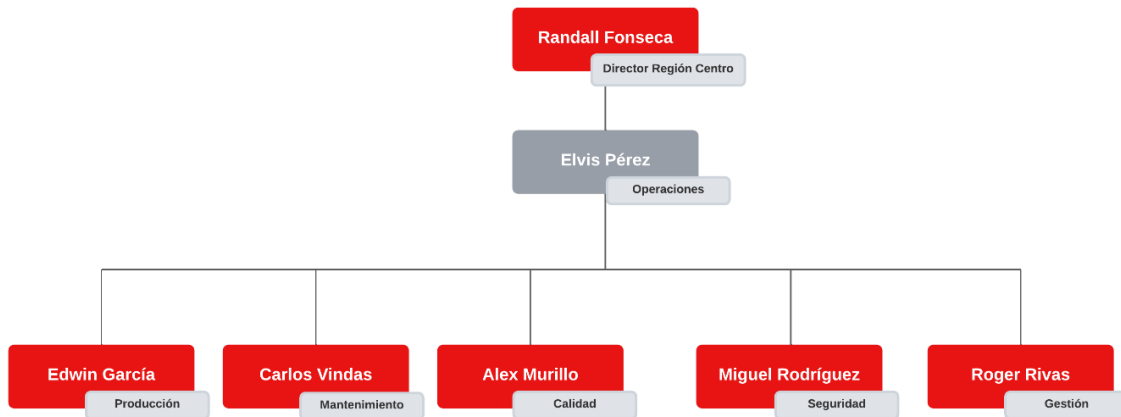 Randall Fonseca
Director Región Centro
Elvis Pérez
Operaciones
Edwin García
Producción
Carlos Vindas
Mantenimiento
Alex Murillo
Calidad
Miguel Rodríguez
Seguridad
Roger Rivas
Gestión